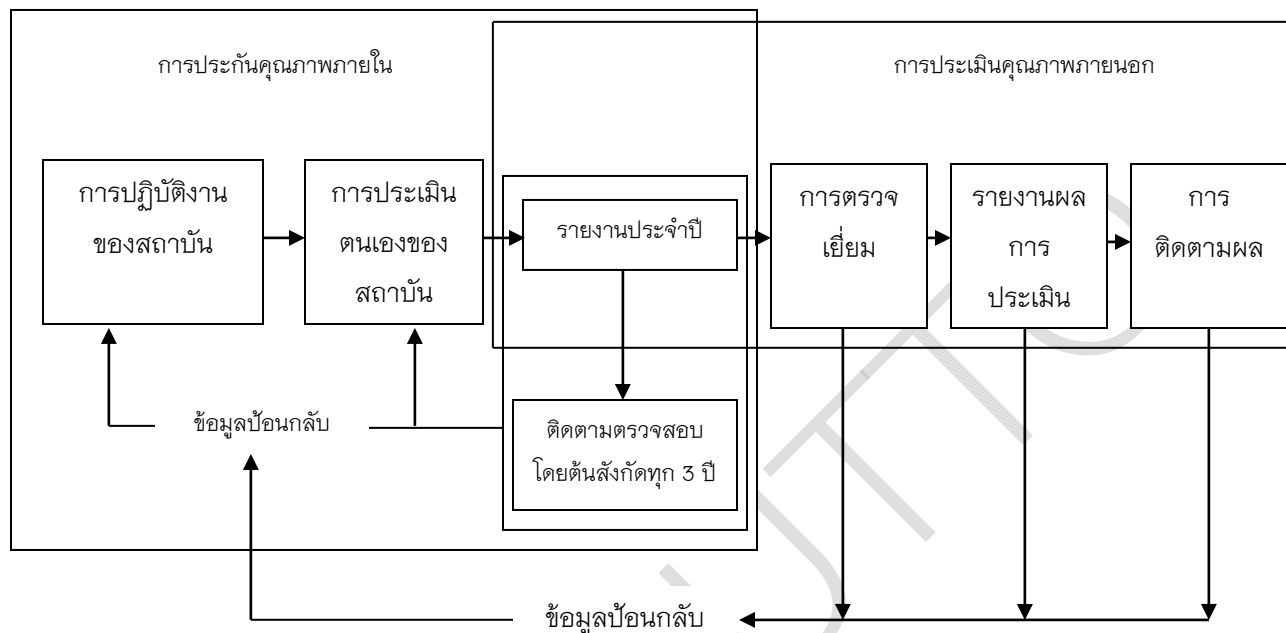 การประกันคุณภาพภายใน
การประเมินคุณภาพภายนอก
การปฏิบัติงาน
ของสถาบัน
การประเมิน
ตนเองของ
สถาบัน
รายงานประจำปี
การตรวจ
เยี่ยม
รายงานผล
การ
ประเมิน
การ
ติดตามผล
ข้อมูลป้อนกลับ
ติดตามตรวจสอบ
โดยต้นสังกัดทุก 3 ปี
ข้อมูลป้อนกลับ